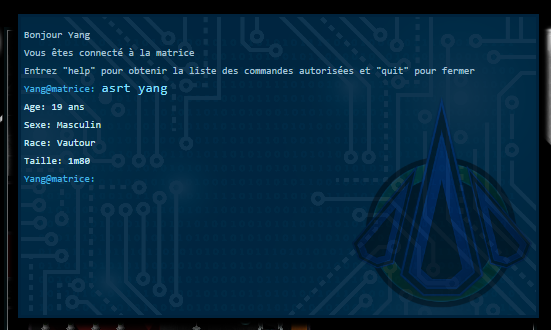 Bonjour Yang
Vous êtes connecté à la matrice
Entrez "help" pour obtenir la liste des commandes autorisées et "quit" pour fermer
Yang@matrice: asrt yang
Age: 19 ans
Sexe: Masculin
Race: Vautour
Taille: 1m80
Yang@matrice: